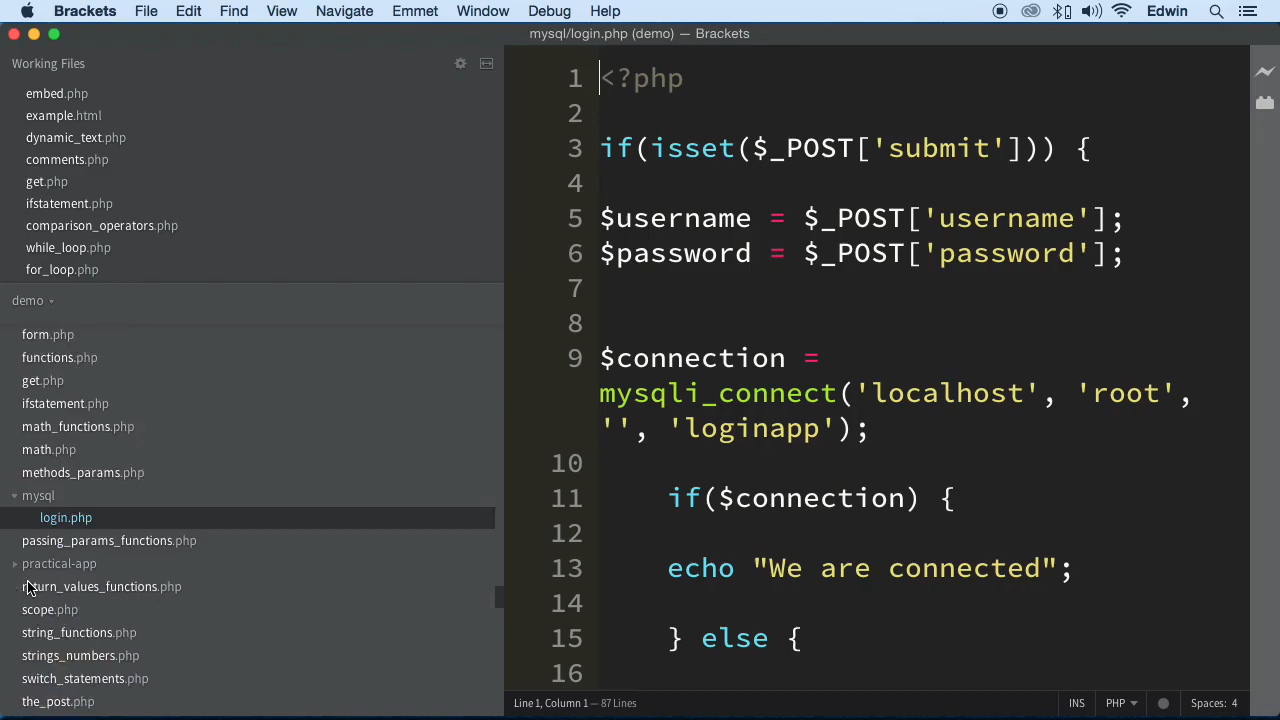 Brackets File Edit Find View Navigate Emmet Window Debug Help Edwin
mysql/login.php (demo) — Brackets
Working Files
embed.php
example.html
dynamic_text.php
comments.php
get.php
ifstatement.php
comparison_operators.php
while_loop.php
for_loop.php
demo
form.php
functions.php
get.php
ifstatement.php
math_functions.php
math.php
methods_params.php
mysql
login.php
passing_params_functions.php
practical-app
return_values_functions.php
scope.php
string_functions.php
strings_numbers.php
switch_statements.php
the_post.php
1 <?php
2
3 if(isset($_POST['submit'])) {
4
5 $username = $_POST['username'];
6 $password = $_POST['password'];
7
8
9 $connection =
mysqli_connect('localhost', 'root',
'', 'loginapp');
10
11 if($connection) {
12
13 echo "We are connected";
14
15 } else {
16
Line 1, Column 1 — 87 Lines INS PHP Spaces: 4